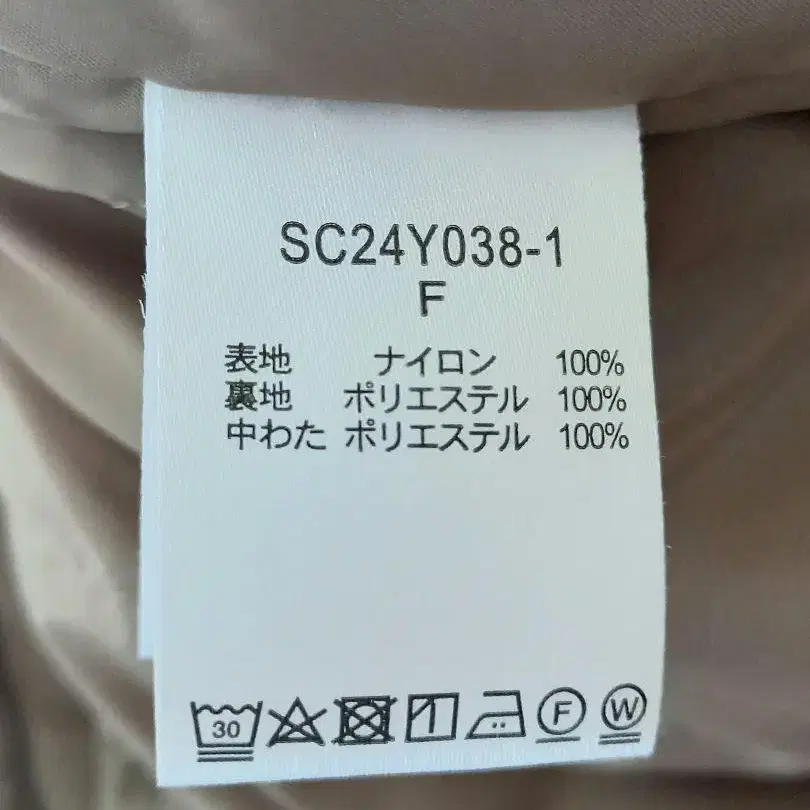 SC24Y038-1
F
表地 ナイロン 100%
裏地 ポリエステル 100%
中わた ポリエステル 100%
30 F W